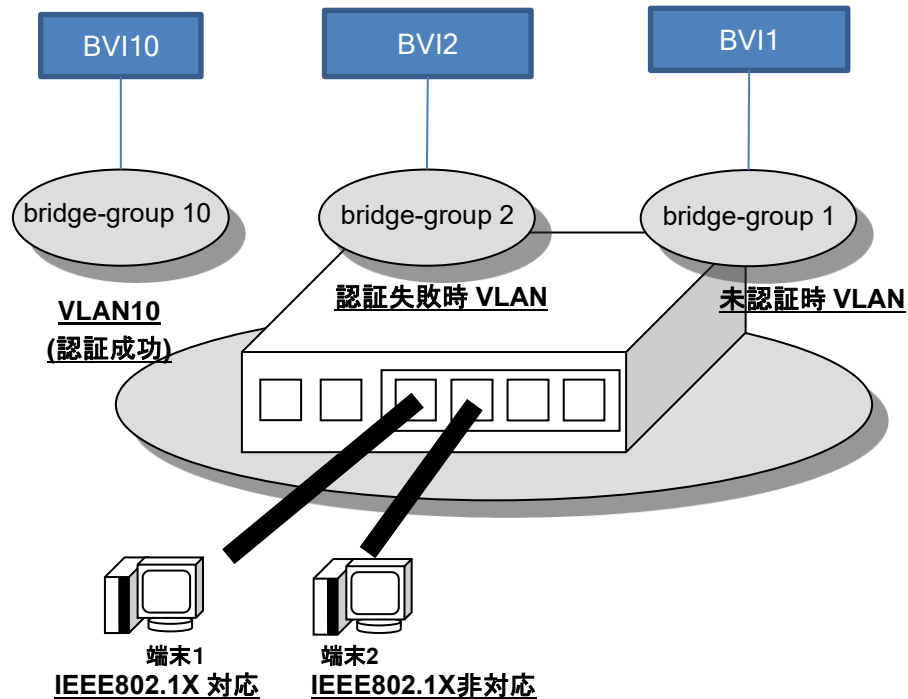 BVI10
BVI2
BVI1
bridge-group 10
bridge-group 2
bridge-group 1
VLAN10
(認証成功)
認証失敗時 VLAN
未認証時 VLAN
端末1
IEEE802.1X 対応
端末2
IEEE802.1X非対応